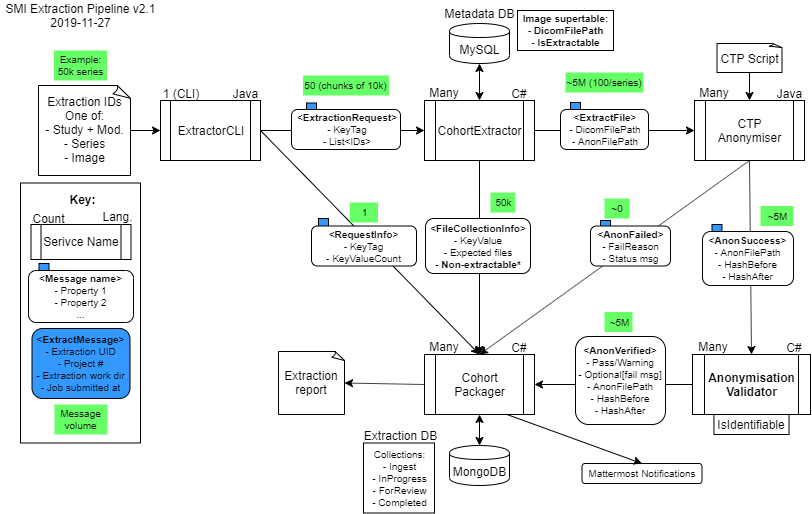 SMI Extraction Pipeline v2.1
2019-11-27
Metadata DB
MySQL
Image supertable:
- DicomFilePath
- IsExtractable
Example:
50k series
Extraction IDs
One of:
- Study + Mod.
- Series
- Image
1 (CLI)
Java
ExtractorCLI
50 (chunks of 10k)
<ExtractionRequest>
- KeyTag
- List<IDs>
Many
C#
CohortExtractor
~5M (100/series)
<ExtractFile>
- DicomFilePath
- AnonFilePath
CTP Script
Many
Java
CTP
Anonymiser
Key:
Count
Lang.
Serivce Name
<Message name>
- Property 1
- Property 2
...
<ExtractMessage>
- Extraction UID
- Project #
- Extraction work dir
- Job submitted at
Message
volume
1
<RequestInfo>
- KeyTag
- KeyValueCount
50k
<FileCollectionInfo>
- KeyValue
- Expected files
- Non-extractable*
~0
<AnonFailed>
- FailReason
- Status msg
~5M
<AnonSuccess>
- AnonFilePath
- HashBefore
- HashAfter
~5M
<AnonVerified>
- Pass/Warning
- Optional[fail msg]
- AnonFilePath
- HashBefore
- HashAfter
Many
C#
Anonymisation
Validator
IsIdentifiable
Many
C#
Cohort
Packager
Extraction
report
Extraction DB
Collections:
- Ingest
- InProgress
- ForReview
- Completed
MongoDB
Mattermost Notifications